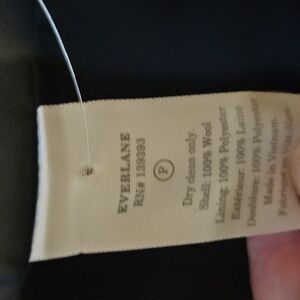 EVERLANE
RN# 139393
P
Dry clean only.
Shell: 100% Wool
Lining: 100% Polyester
Extérieur: 100% Laine
Doublure: 100% Polyester
Made in Vietnam.